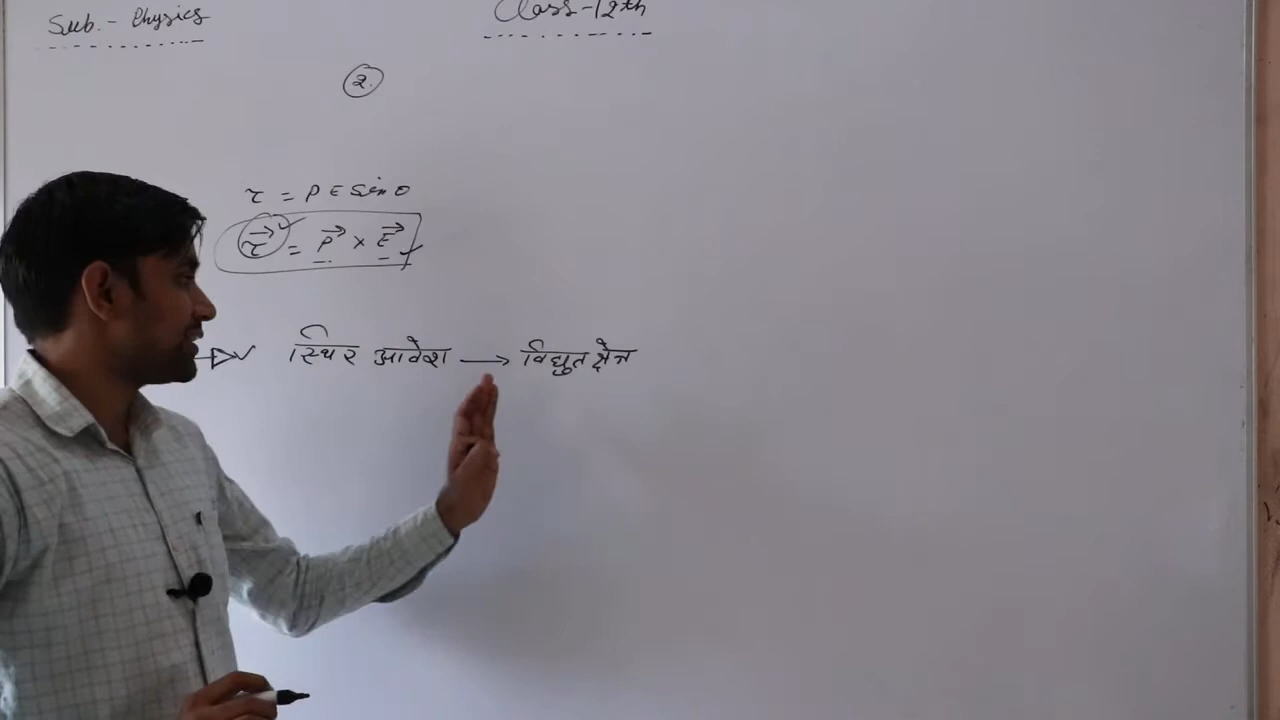 Sub. - Physics
Class - 12th
2.
τ = P E Sin θ
τ⃗ = P⃗ × E⃗
स्थिर आवेश → विद्युत क्षेत्र